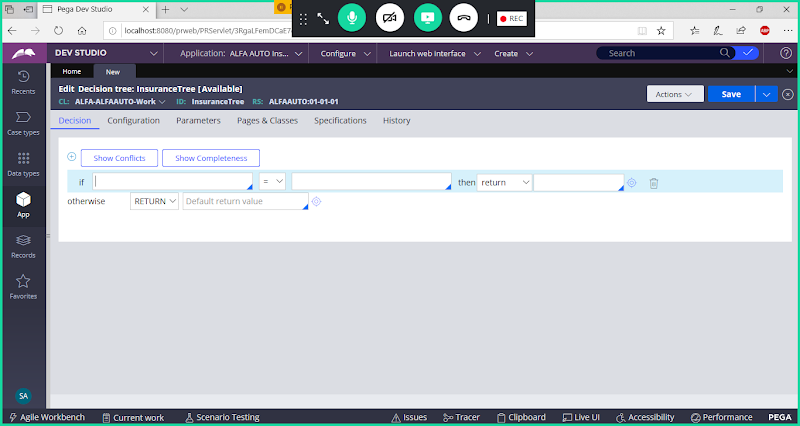 Pega Dev Studio
REC
localhost:8080/prweb/PRServlet/3RgaLFemDCaE7
DEV STUDIO
Application: ALFA AUTO Ins...
Configure
Launch web interface
Create
Search
Recents
Case types
Data types
App
Records
Favorites
SA
Home
New
Edit Decision tree: InsuranceTree [Available]
CL: ALFA-ALFAAUTO-Work ID: InsuranceTree RS: ALFAAUTO:01-01-01
Actions
Save
Decision Configuration Parameters Pages & Classes Specifications History
Show Conflicts Show Completeness
if = then return
otherwise RETURN Default return value
Agile Workbench Current work Scenario Testing Issues Tracer Clipboard Live UI Accessibility Performance PEGA